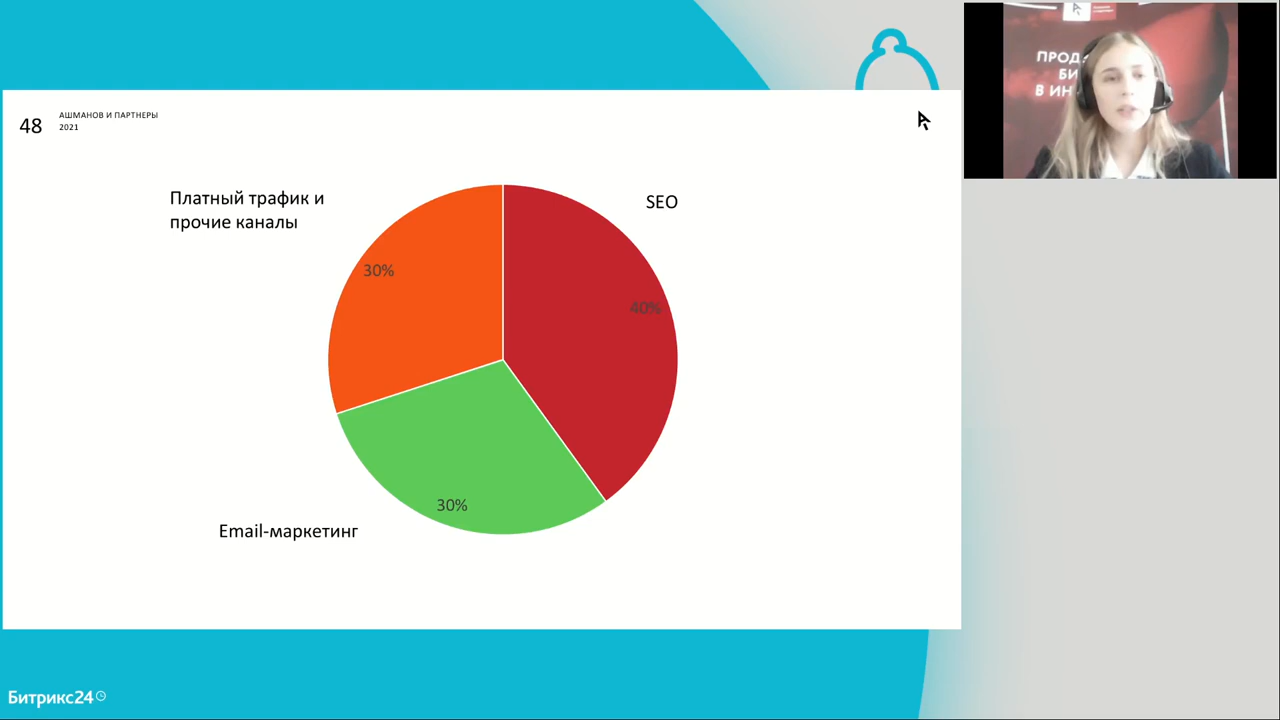 48
АШМАНОВ И ПАРТНЕРЫ
2021
Платный трафик и
прочие каналы
SEO
30%
40%
30%
Email-маркетинг
Битрикс24